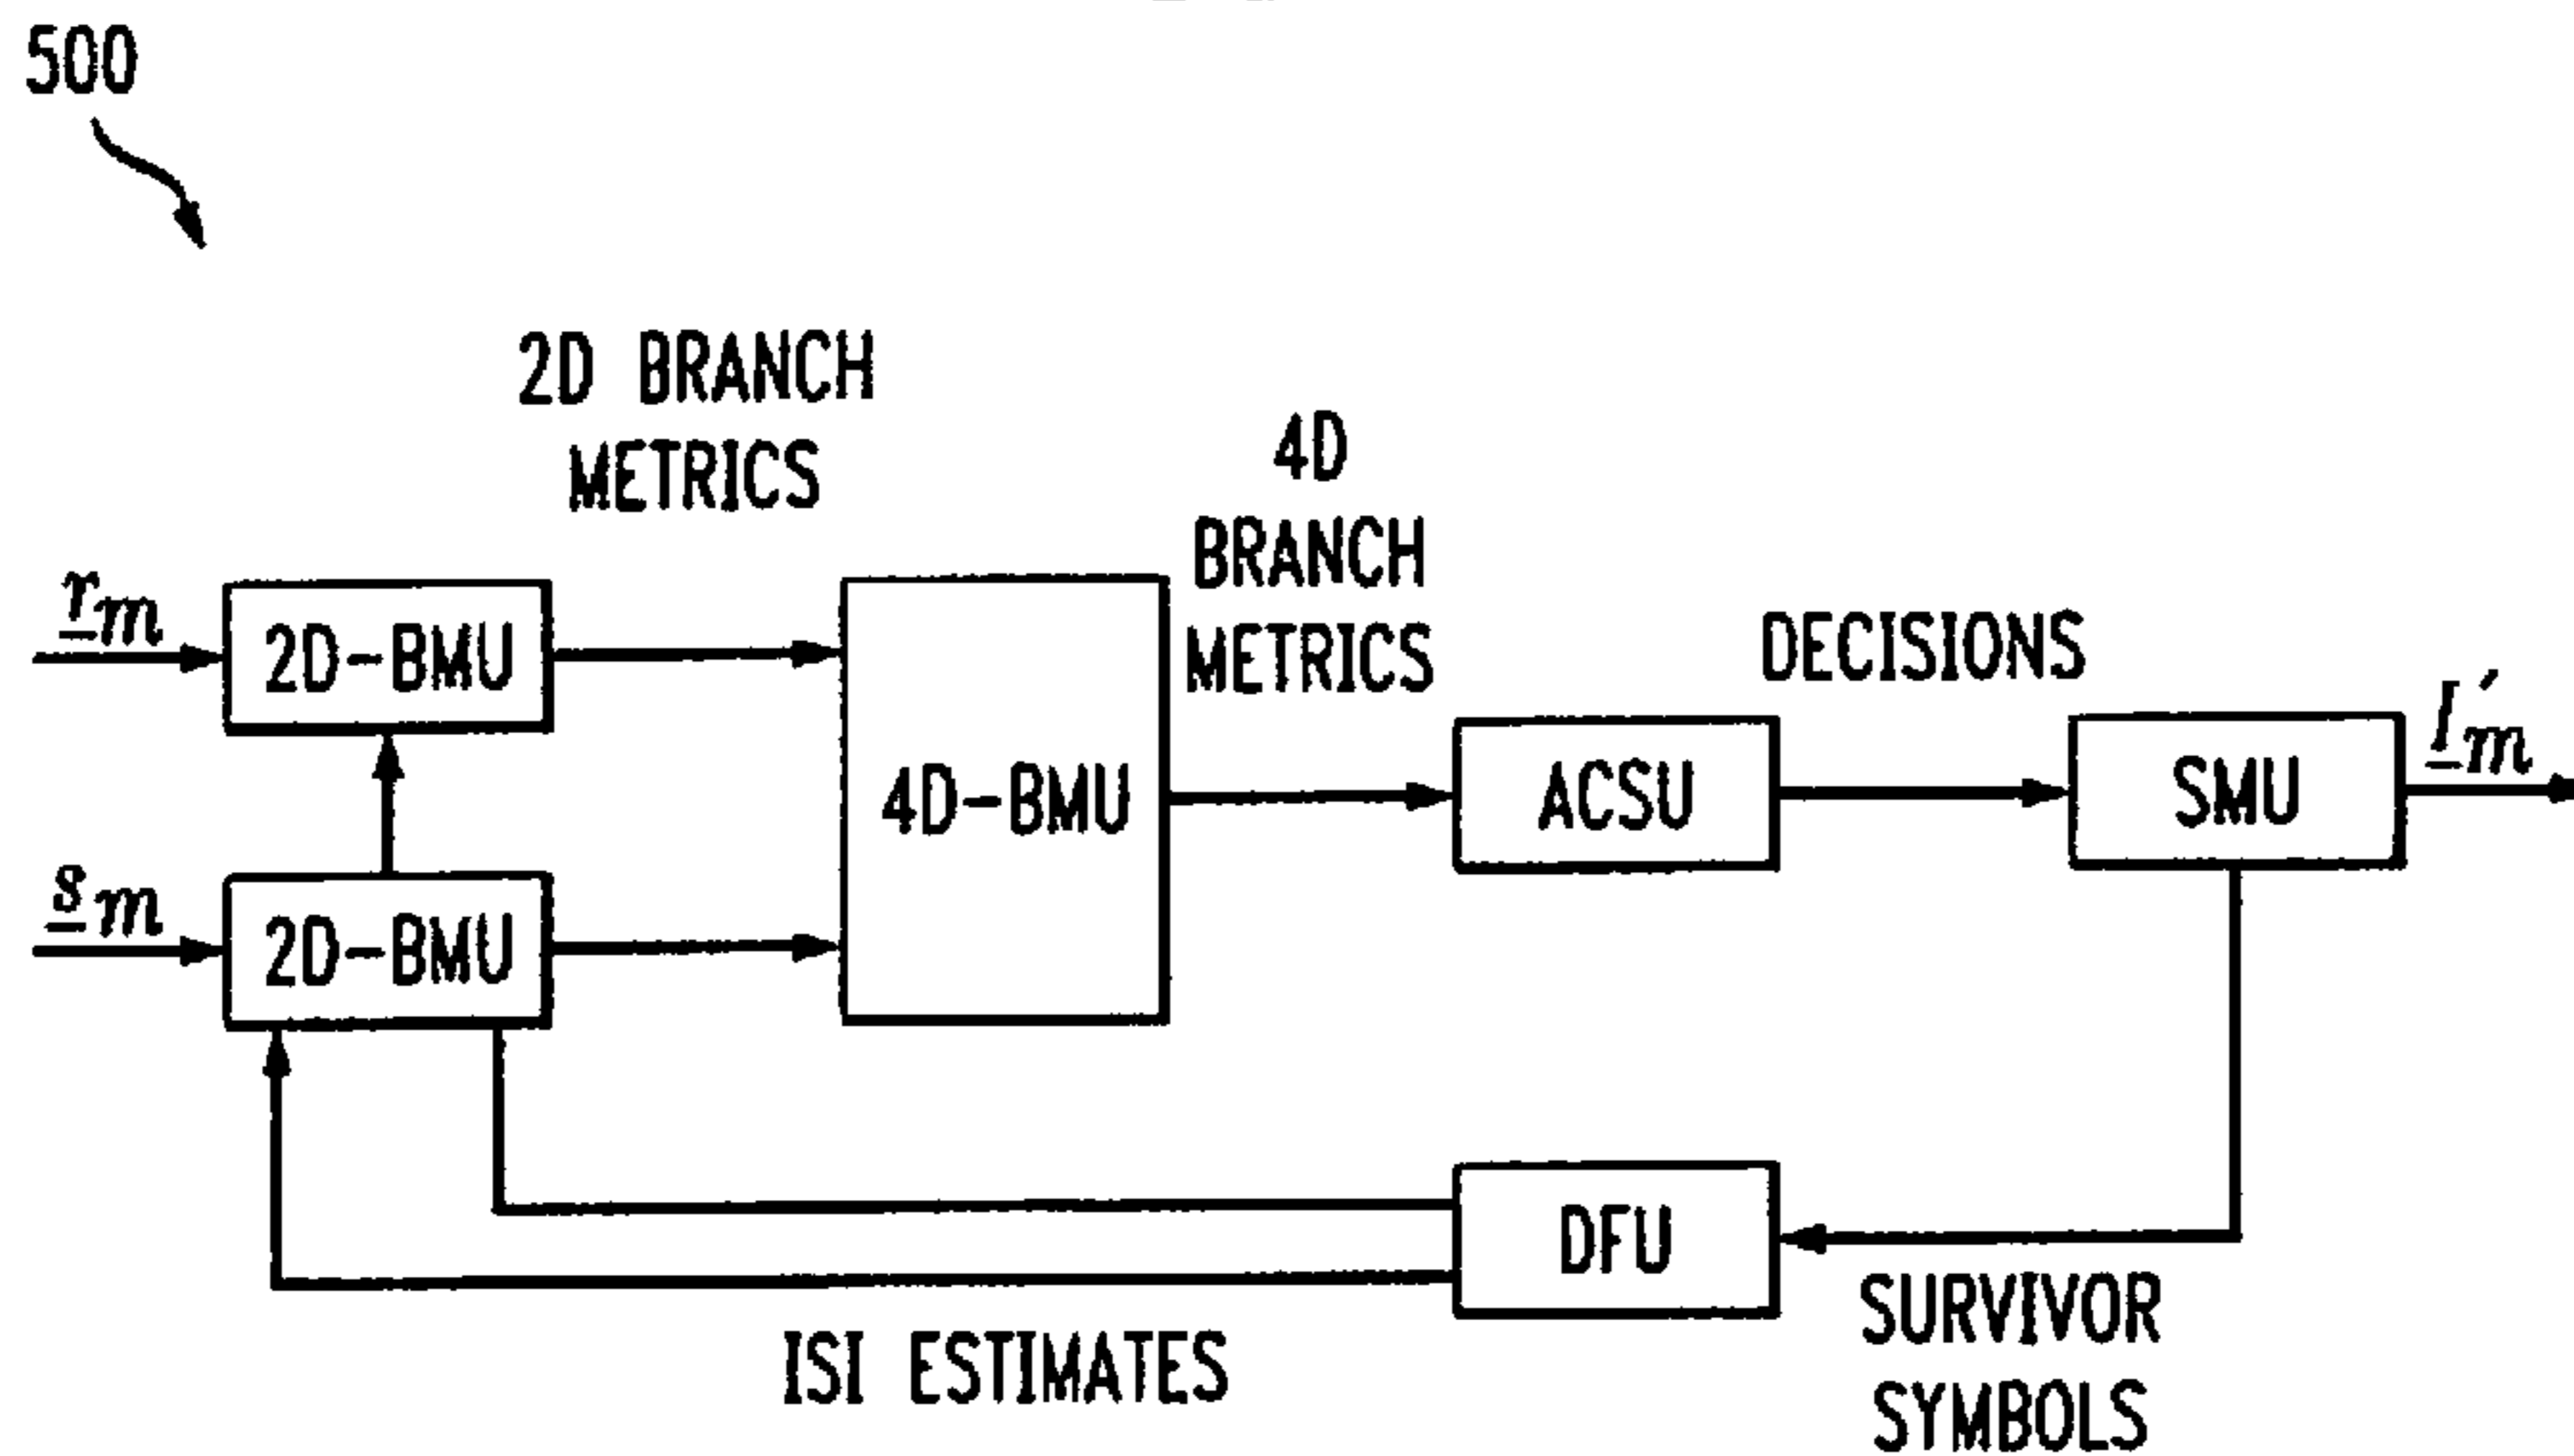 500
2D BRANCH
METRICS
4D
BRANCH
METRICS
DECISIONS
r_m
2D-BMU
s_m
2D-BMU
4D-BMU
ACSU
SMU
I'_m
DFU
ISI ESTIMATES
SURVIVOR
SYMBOLS